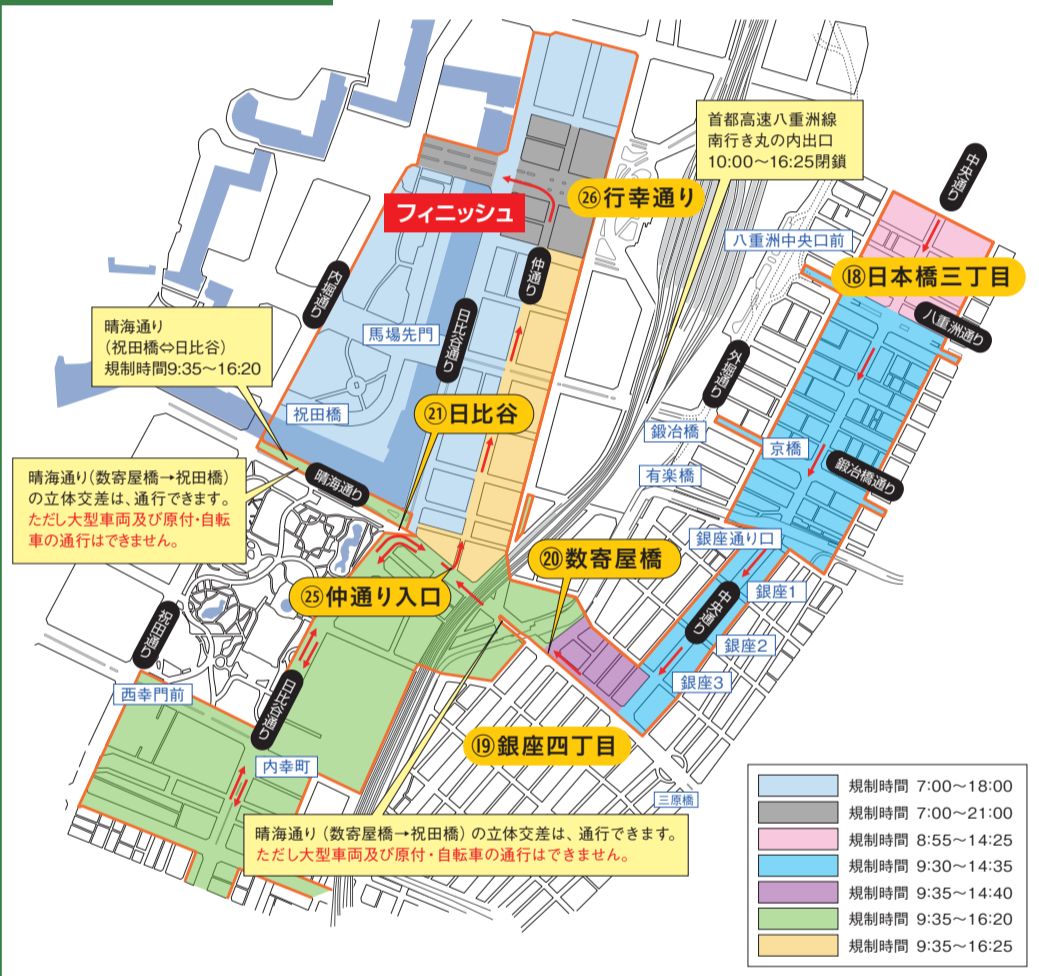 首都高速八重洲線
南行き丸の内出口
10:00〜16:25閉鎖
中央通り
㉖行幸通り
フィニッシュ
八重洲中央口前
⑱日本橋三丁目
八重洲通り
内堀通り
仲通り
日比谷通り
馬場先門
外堀通り
晴海通り
(祝田橋⇔日比谷)
規制時間9:35〜16:20
祝田橋
㉑日比谷
鍛冶橋
京橋
鍛冶橋通り
有楽橋
晴海通り
晴海通り(数寄屋橋→祝田橋)
の立体交差は、通行できます。
ただし大型車両及び原付・自転
車の通行はできません。
銀座通り口
⑳数寄屋橋
銀座1
㉕仲通り入口
中央通り
銀座2
祝田通り
銀座3
西幸門前
日比谷通り
⑲銀座四丁目
内幸町
三原橋
晴海通り(数寄屋橋→祝田橋)の立体交差は、通行できます。
ただし大型車両及び原付・自転車の通行はできません。
規制時間 7:00〜18:00
規制時間 7:00〜21:00
規制時間 8:55〜14:25
規制時間 9:30〜14:35
規制時間 9:35〜14:40
規制時間 9:35〜16:20
規制時間 9:35〜16:25